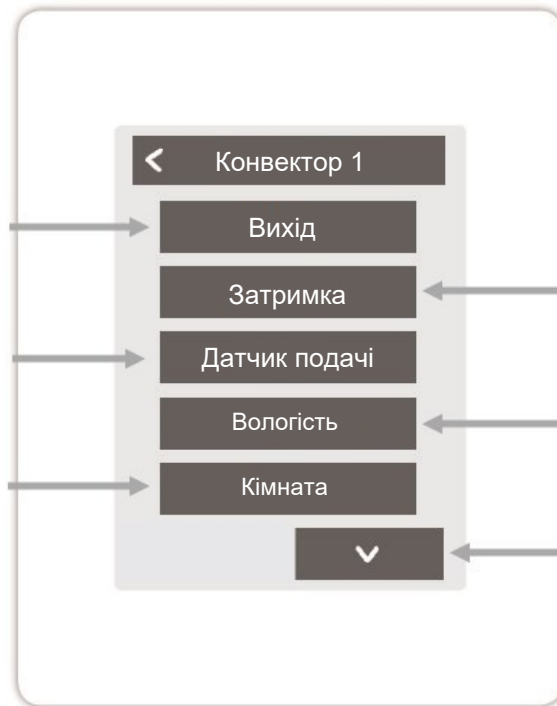 Конвектор 1
Вихід
Затримка
Датчик подачі
Вологість
Кімната